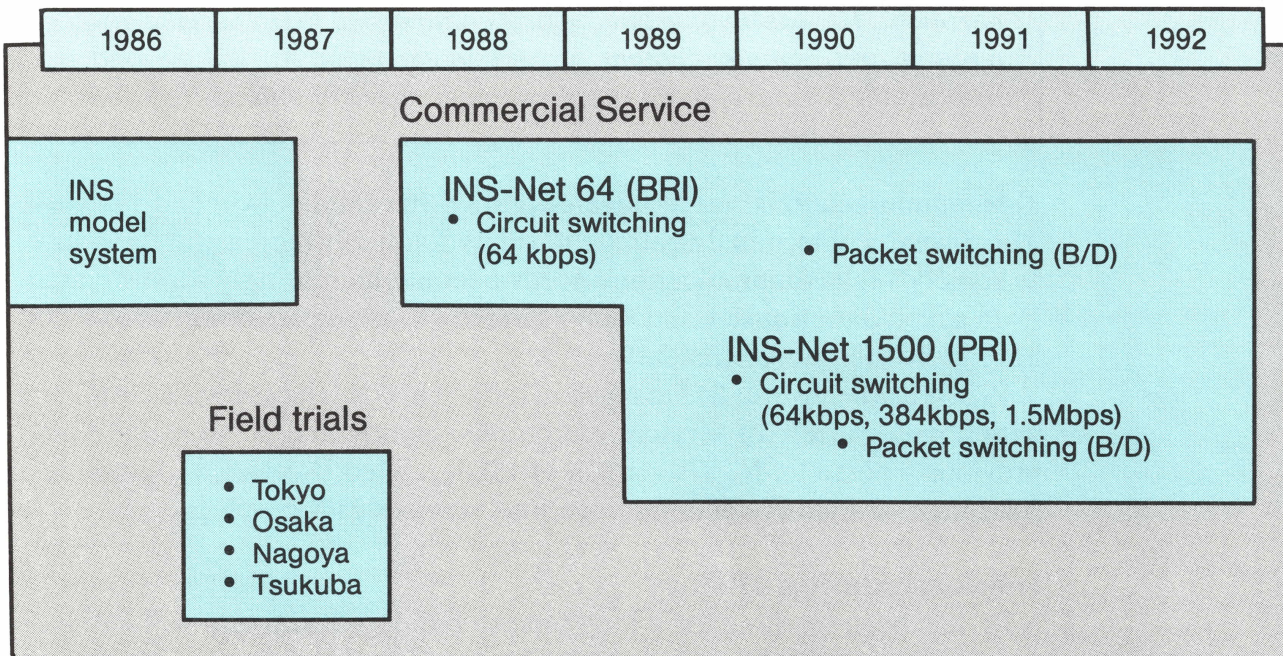 1986 1987 1988 1989 1990 1991 1992
Commercial Service
INS
model
system
INS-Net 64 (BRI)
• Circuit switching
(64 kbps)
• Packet switching (B/D)
INS-Net 1500 (PRI)
• Circuit switching
(64kbps, 384kbps, 1.5Mbps)
• Packet switching (B/D)
Field trials
• Tokyo
• Osaka
• Nagoya
• Tsukuba